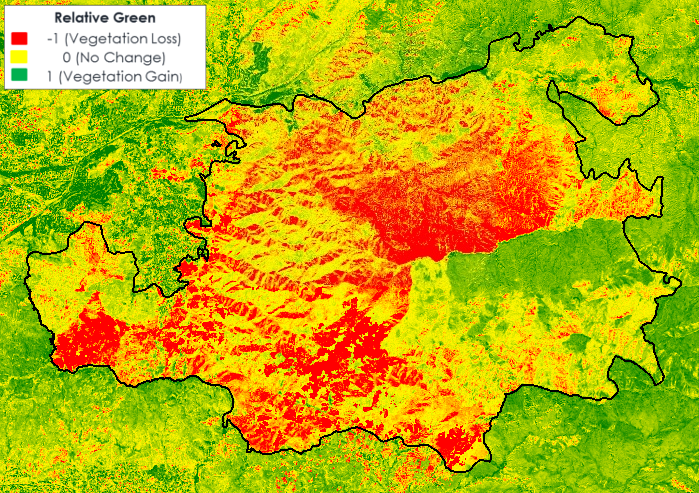 Relative Green
-1 (Vegetation Loss)
0 (No Change)
1 (Vegetation Gain)